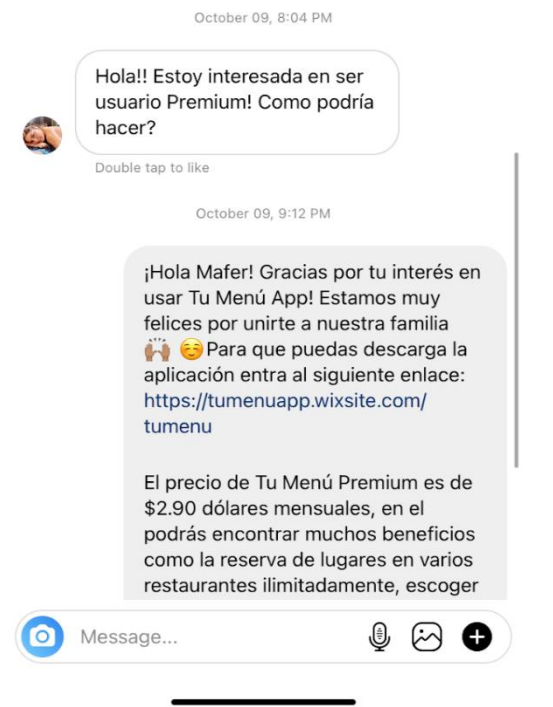 October 09, 8:04 PM
Hola!! Estoy interesada en ser
usuario Premium! Como podría
hacer?
Double tap to like
October 09, 9:12 PM
¡Hola Mafer! Gracias por tu interés en
usar Tu Menú App! Estamos muy
felices por unirte a nuestra familia
🙌🏽 ☺️Para que puedas descarga la
aplicación entra al siguiente enlace:
https://tumenuapp.wixsite.com/
tumenu
El precio de Tu Menú Premium es de
$2.90 dólares mensuales, en el
podrás encontrar muchos beneficios
como la reserva de lugares en varios
restaurantes ilimitadamente, escoger
Message...